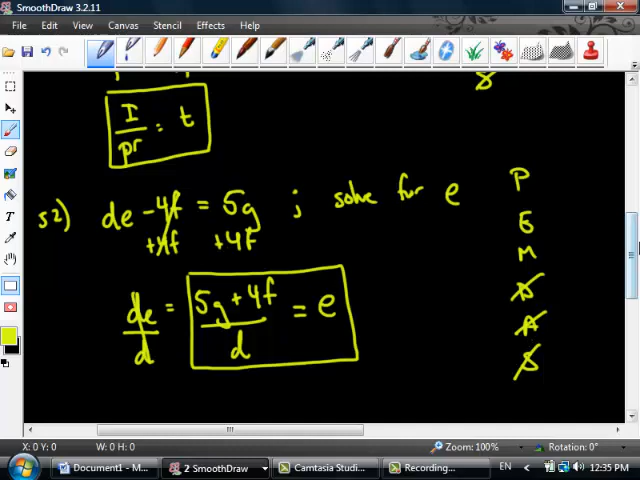 SmoothDraw 3.2.11
File Edit View Canvas Stencil Effects Help
I/pr = t
52) de - 4f = 5g ; solve for e
+4f +4f
de/d = (5g + 4f)/d = e
P
E
M
D
A
S
X: 0 Y: 0 W: 0 H: 0 Zoom: 100% Rotation: 0°
Document1 - M... 2 SmoothDraw Camtasia Studi... Recording... EN 12:35 PM